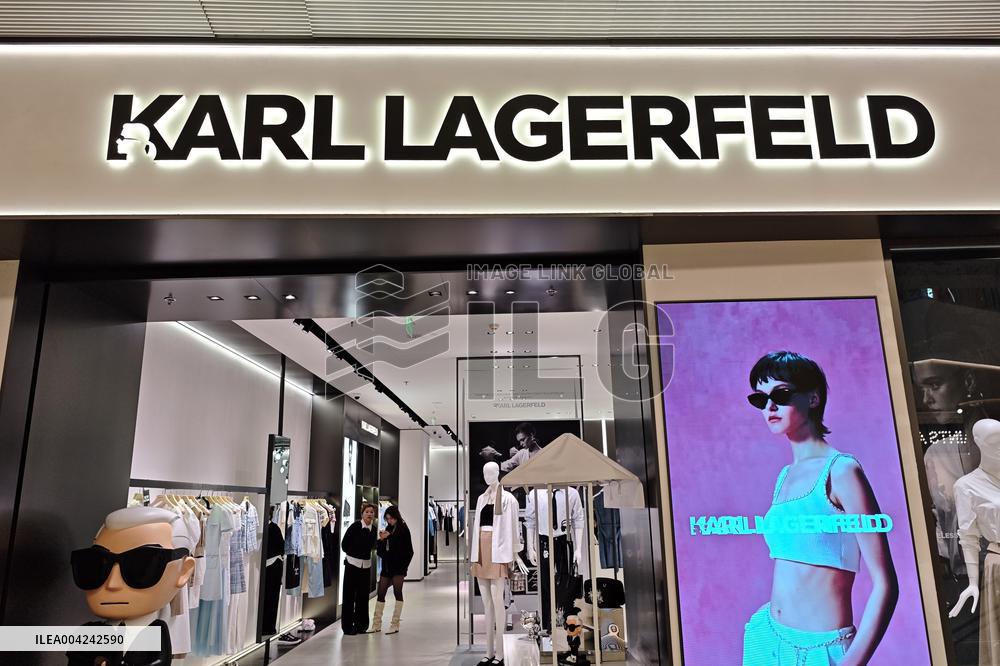 KARL LAGERFELD
IMAGE LINK GLOBAL
ILG
KARL LAGERFELD
KARL LAGERFELD
ILEA004242590